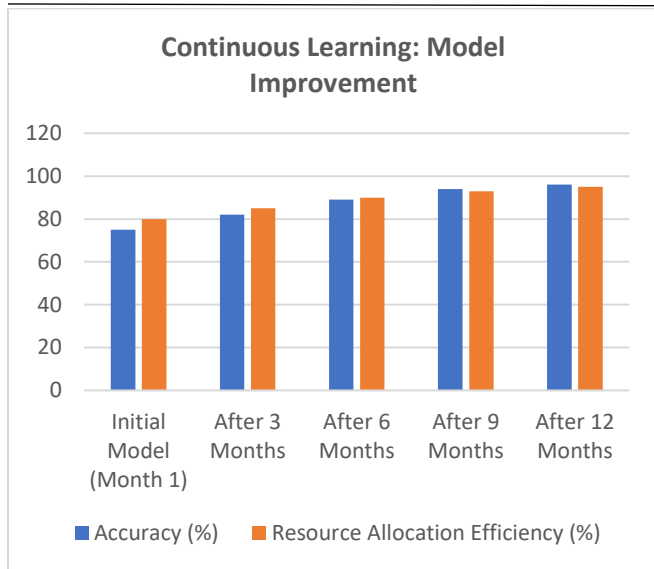 Continuous Learning: Model
Improvement
120
100
80
60
40
20
0
Initial
Model
(Month 1)
After 3
Months
After 6
Months
After 9
Months
After 12
Months
Accuracy (%)
Resource Allocation Efficiency (%)